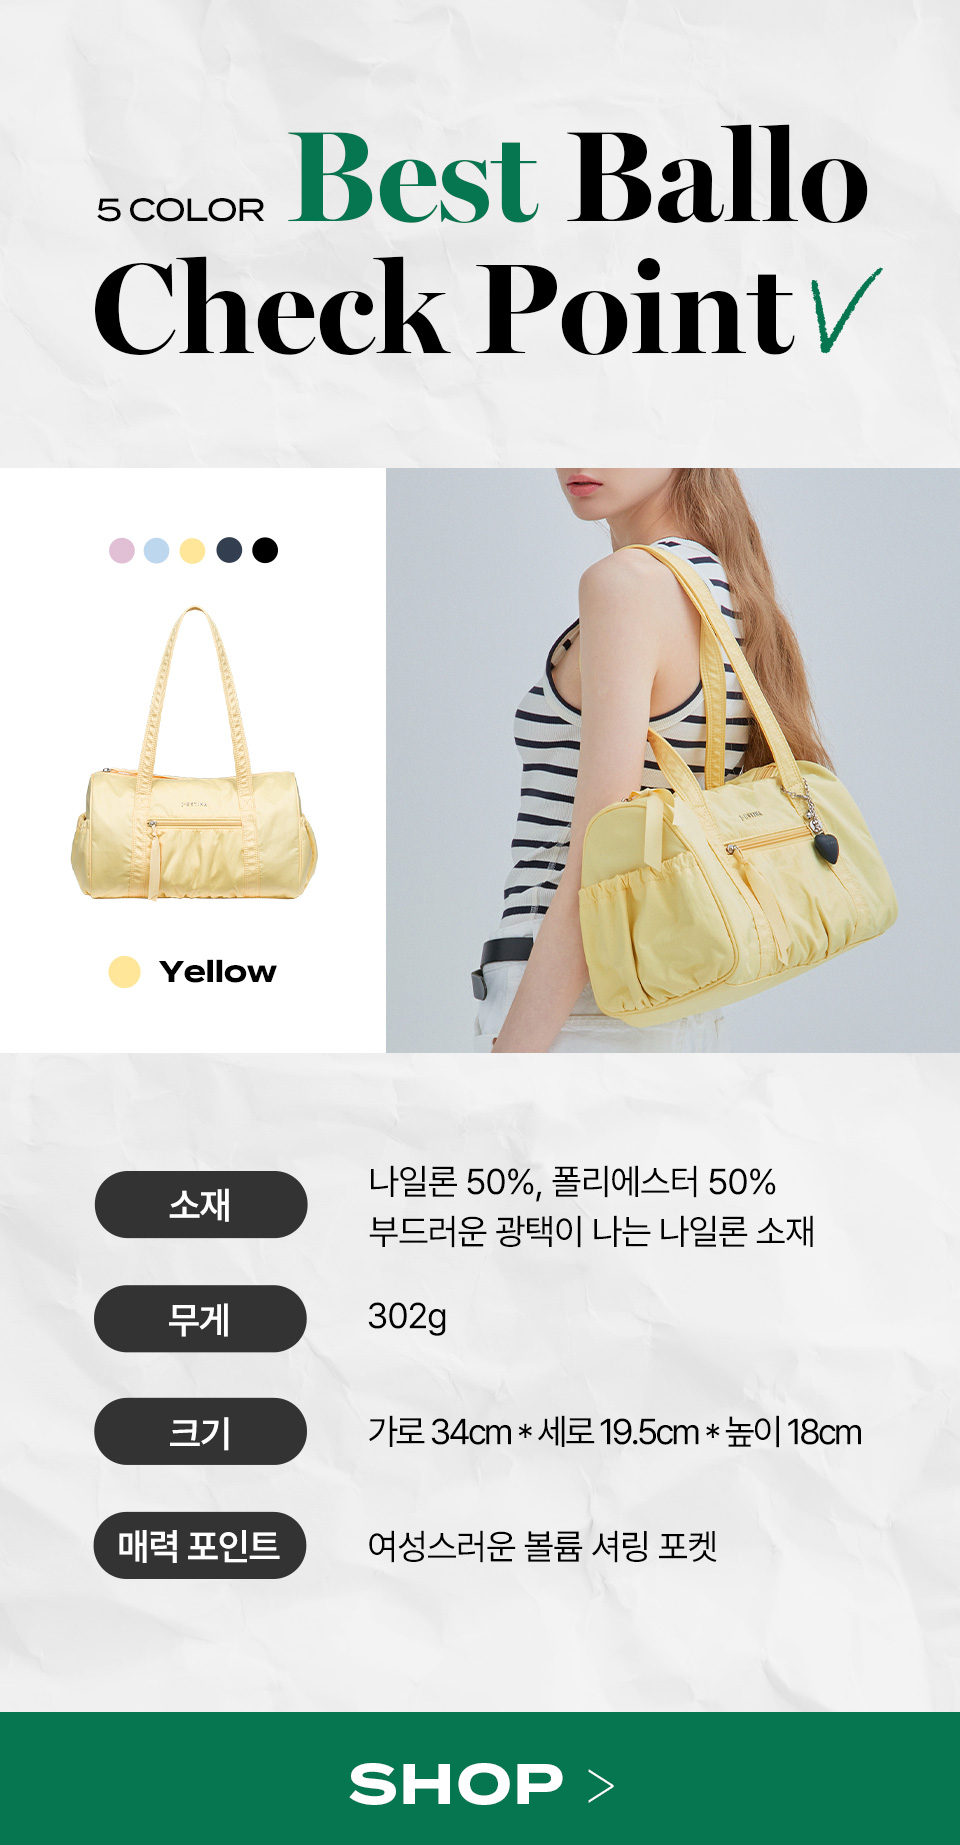 5 COLOR Best Ballo
Check Point
Yellow
소재
나일론 50%, 폴리에스터 50%
부드러운 광택이 나는 나일론 소재
무게
302g
크기
가로 34cm * 세로 19.5cm * 높이 18cm
매력 포인트
여성스러운 볼륨 셔링 포켓
SHOP >